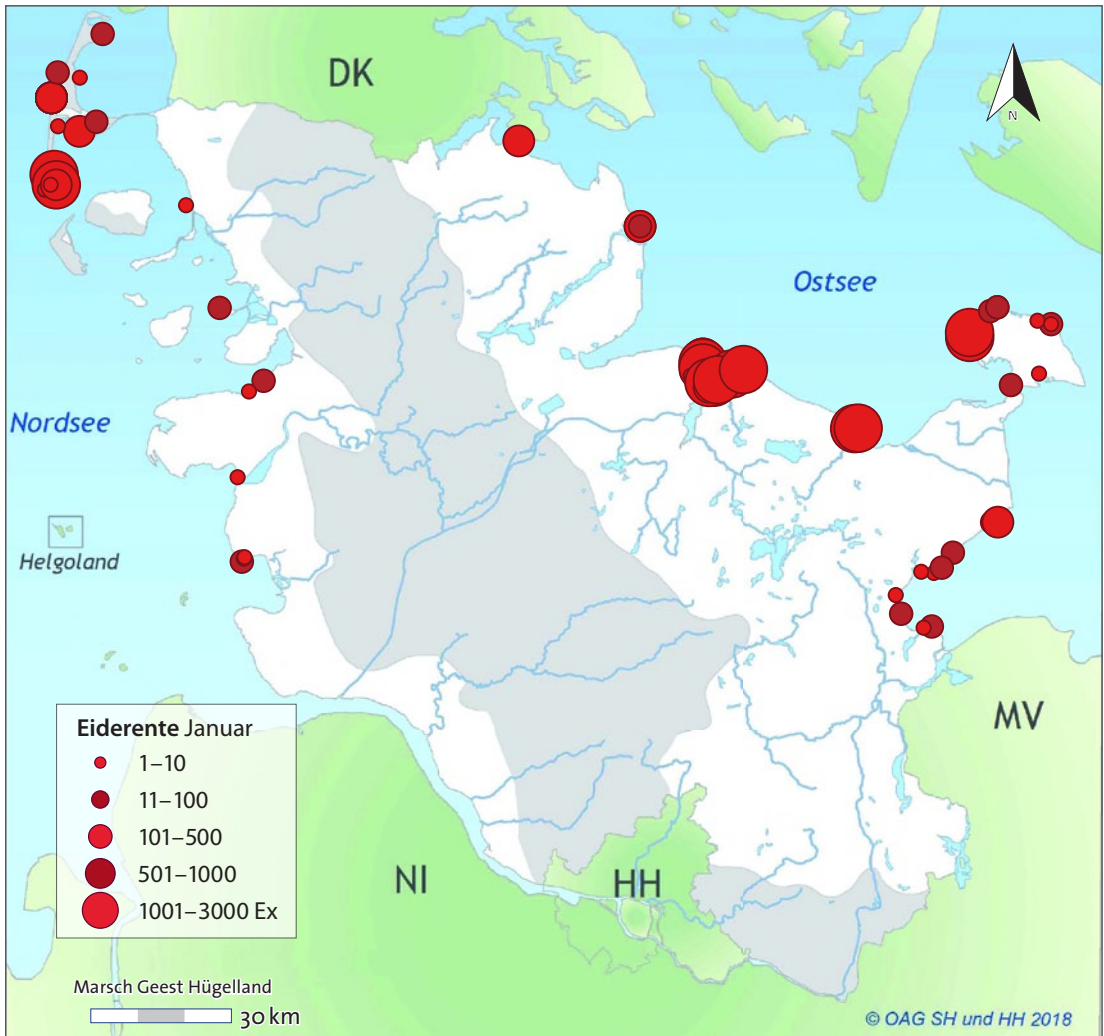 DK
N
Ostsee
Nordsee
Helgoland
MV
Eiderente Januar
1–10
11–100
101–500
501–1000
1001–3000 Ex
NI
HH
Marsch Geest Hügelland
30 km
© OAG SH und HH 2018